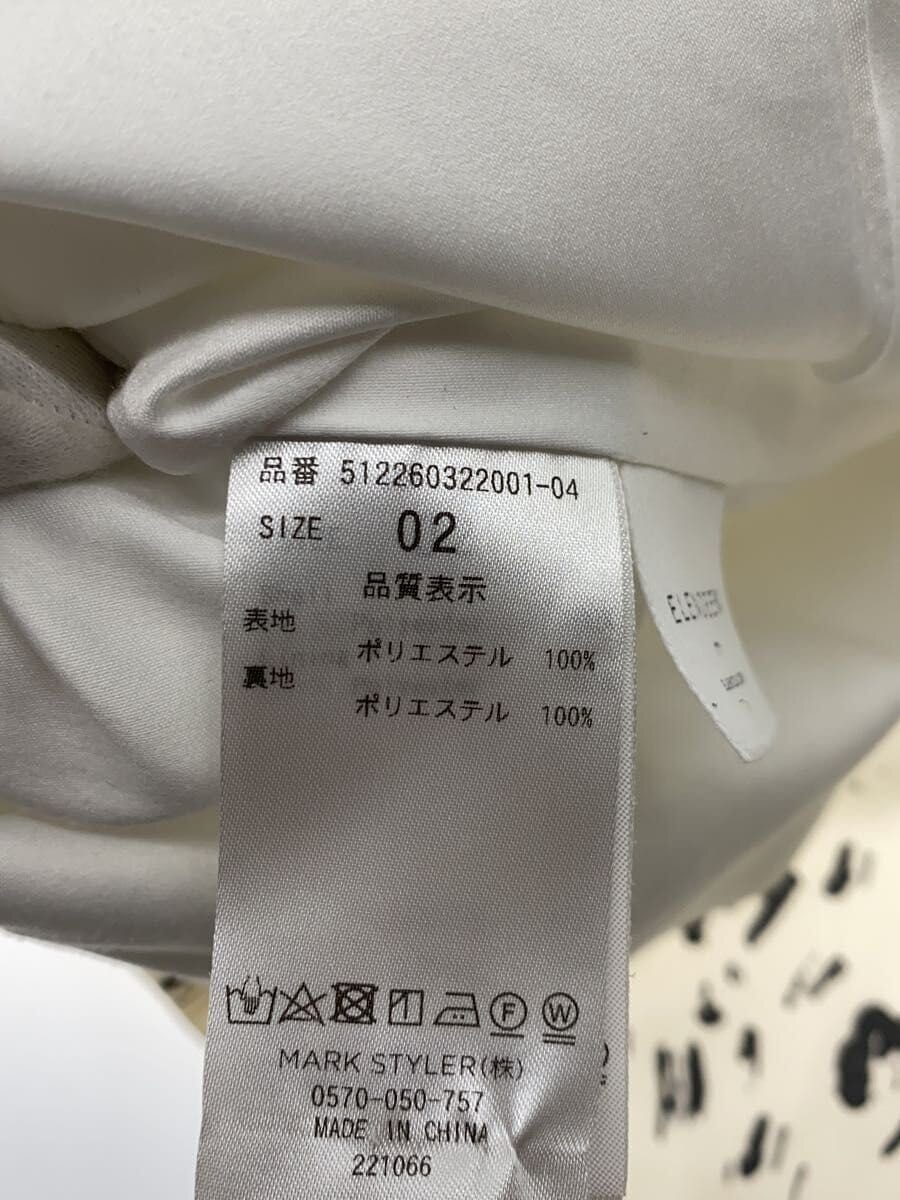 品番 512260322001-04
SIZE 02
品質表示
表地
ポリエステル 100%
裏地
ポリエステル 100%
F W
MARK STYLER(株)
0570-050-757
MADE IN CHINA
221066